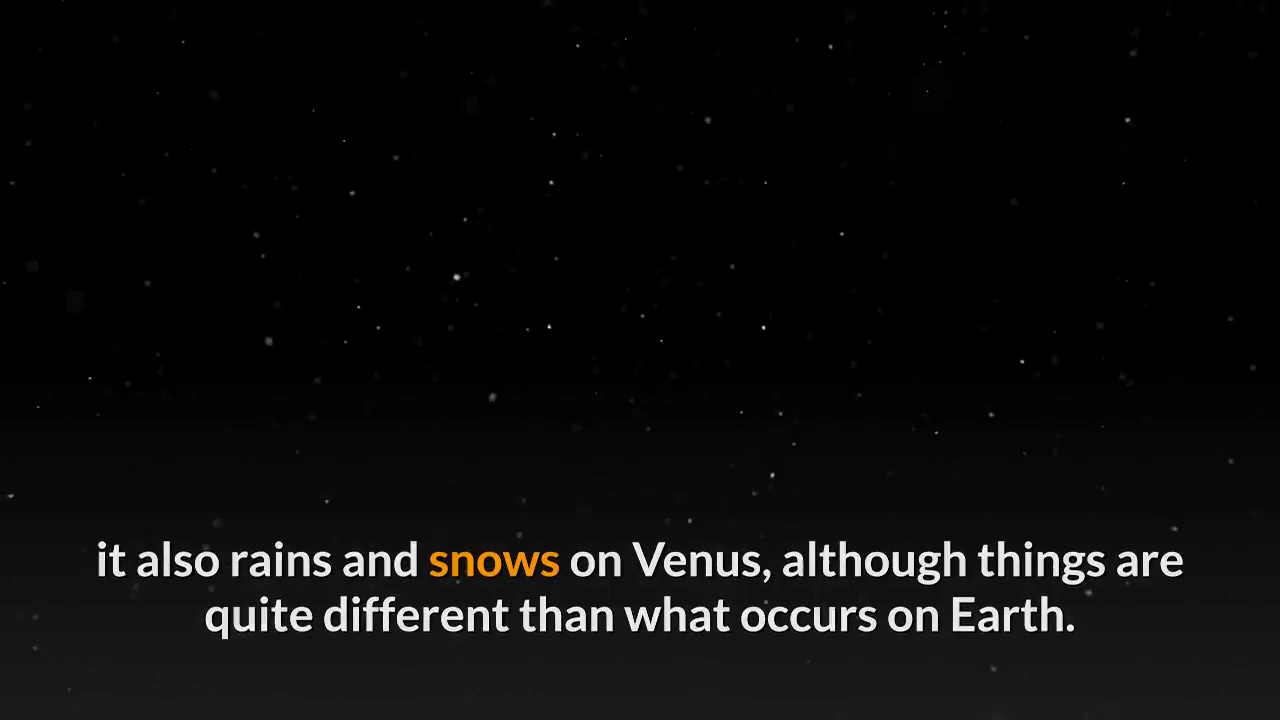 it also rains and snows on Venus, although things are
quite different than what occurs on Earth.